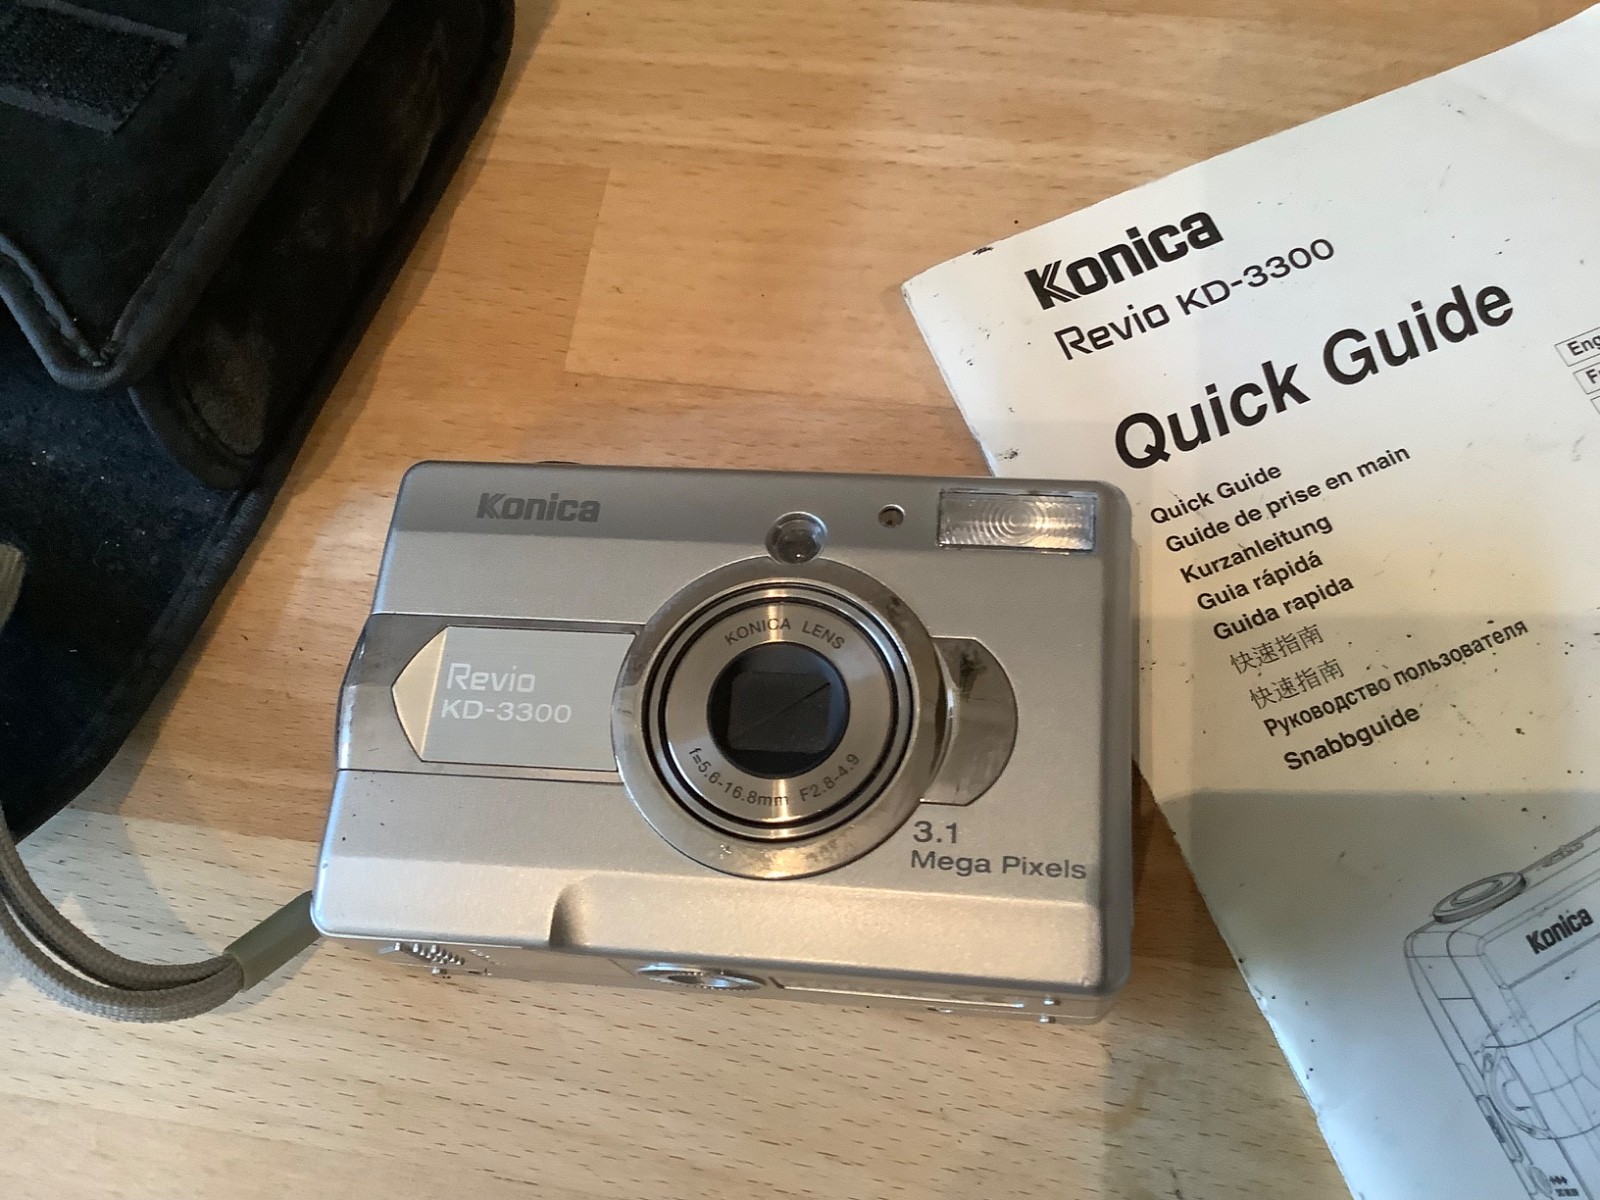 Konica
Revio KD-3300
Quick Guide
Quick Guide
Guide de prise en main
Kurzanleitung
Guia rápidá
Guida rapida
快速指南
快速指南
Руководство пользователя
Snabbguide
Konica
Konica
Revio
KD-3300
KONICA LENS
f=5.6-16.8mm F2.8-4.9
3.1
Mega Pixels